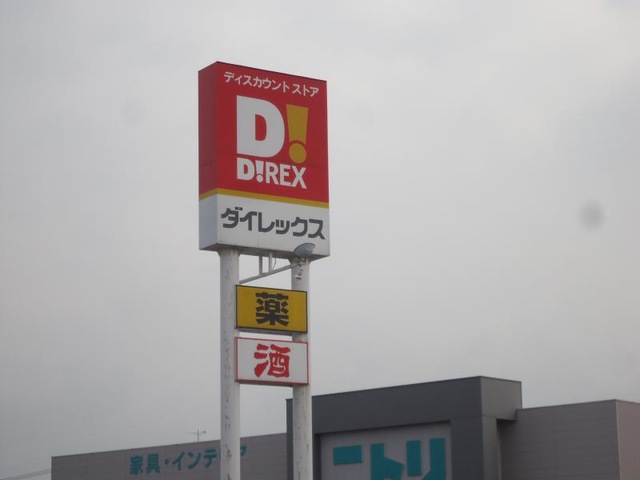 ディスカウントストア
D!
D!REX
ダイレックス
薬
酒
家具・インテ
ニトリ